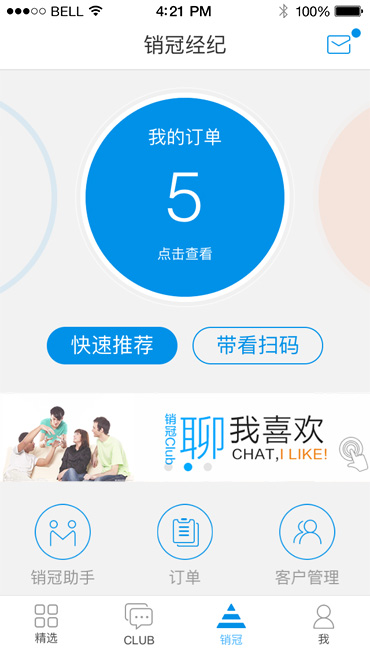 BELL 4:21 PM 100%
销冠经纪
我的订单
5
点击查看
快速推荐 带看扫码
销冠Club 聊 我喜欢
CHAT,I LIKE!
销冠助手 订单 客户管理
精选 CLUB 销冠 我